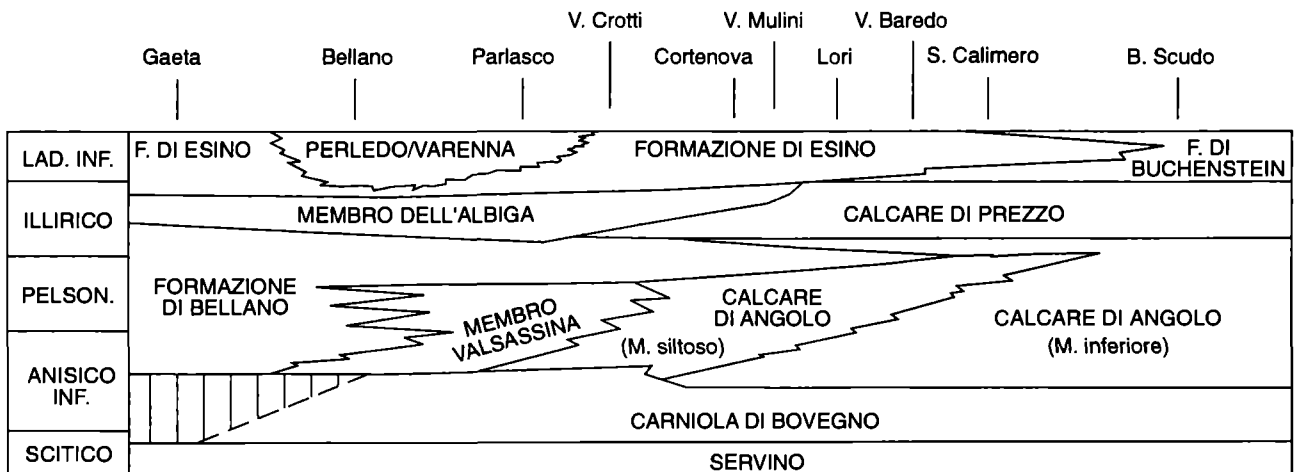 V. Crotti
V. Mulini
V. Baredo
Gaeta
Bellano
Parlasco
Cortenova
Lori
S. Calimero
B. Scudo
LAD. INF.
F. DI ESINO
PERLEDO/VARENNA
FORMAZIONE DI ESINO
F. DI
BUCHENSTEIN
ILLIRICO
MEMBRO DELL'ALBIGA
CALCARE DI PREZZO
PELSON.
FORMAZIONE
DI BELLANO
MEMBRO
VALSASSINA
CALCARE
DI ANGOLO
(M. siltoso)
CALCARE DI ANGOLO
(M. inferiore)
ANISICO
INF.
CARNIOLA DI BOVEGNO
SCITICO
SERVINO